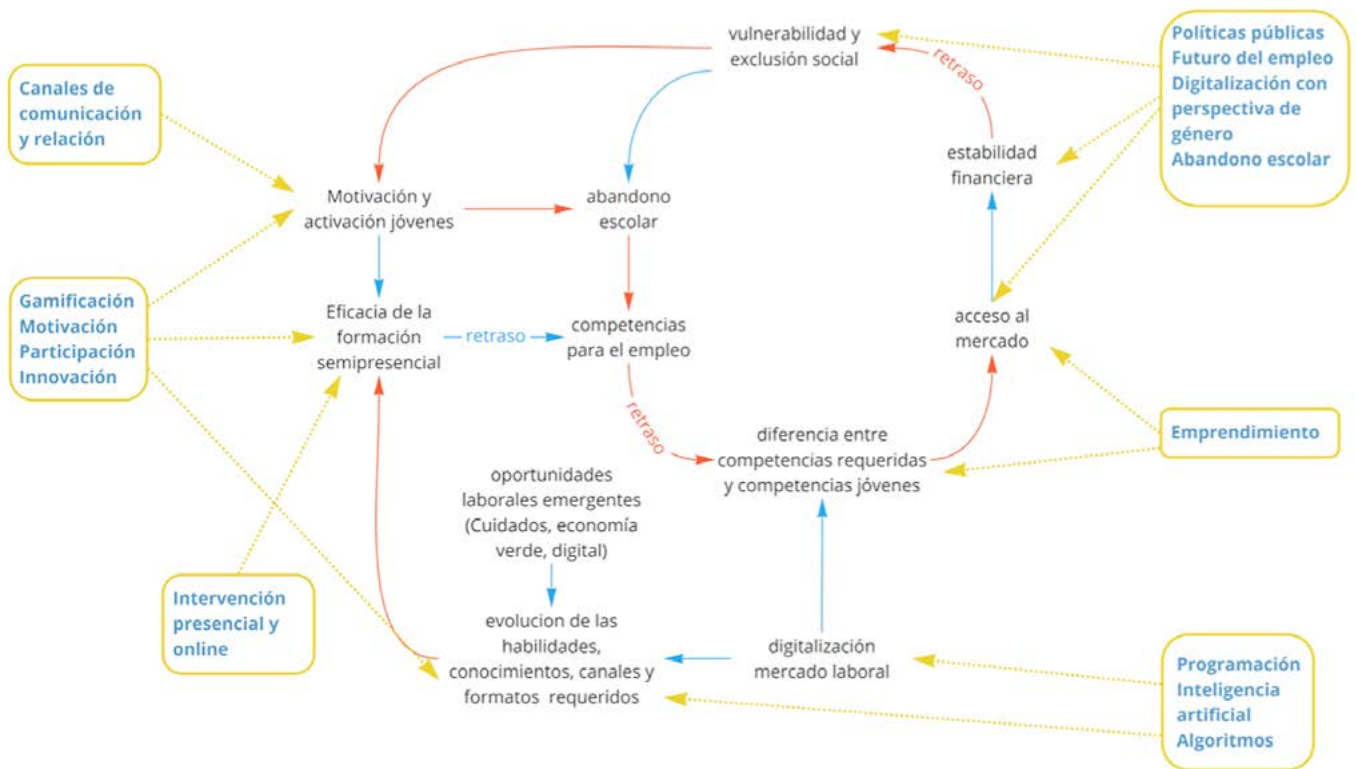 vulnerabilidad y
exclusión social
retraso
Políticas públicas
Futuro del empleo
Digitalización con
perspectiva de
género
Abandono escolar
Canales de
comunicación
y relación
estabilidad
financiera
Motivación y
activación jóvenes
abandono
escolar
Gamificación
Motivación
Participación
Innovación
Eficacia de la
formación
semipresencial
retraso
competencias
para el empleo
acceso al
mercado
retraso
diferencia entre
competencias requeridas
y competencias jóvenes
Emprendimiento
oportunidades
laborales emergentes
(Cuidados, economía
verde, digital)
Intervención
presencial y
online
evolucion de las
habilidades,
conocimientos, canales y
formatos requeridos
digitalización
mercado laboral
Programación
Inteligencia
artificial
Algoritmos